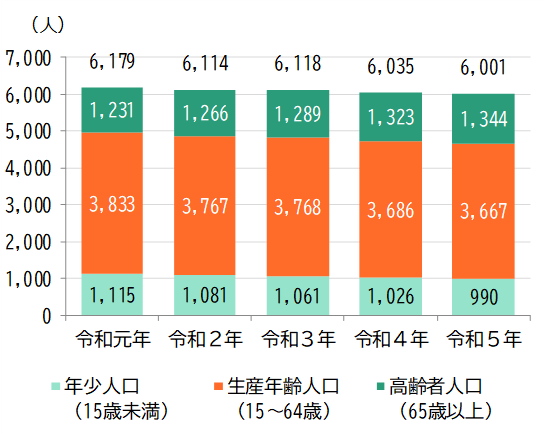 (人)
7,000 6,179 6,114 6,118 6,035 6,001
6,000
1,231 1,266 1,289 1,323 1,344
5,000
4,000
3,833 3,767 3,768 3,686 3,667
3,000
2,000
1,000
1,115 1,081 1,061 1,026 990
0
令和元年 令和2年 令和3年 令和4年 令和5年
年少人口 生産年齢人口 高齢者人口
(15歳未満) (15～64歳) (65歳以上)